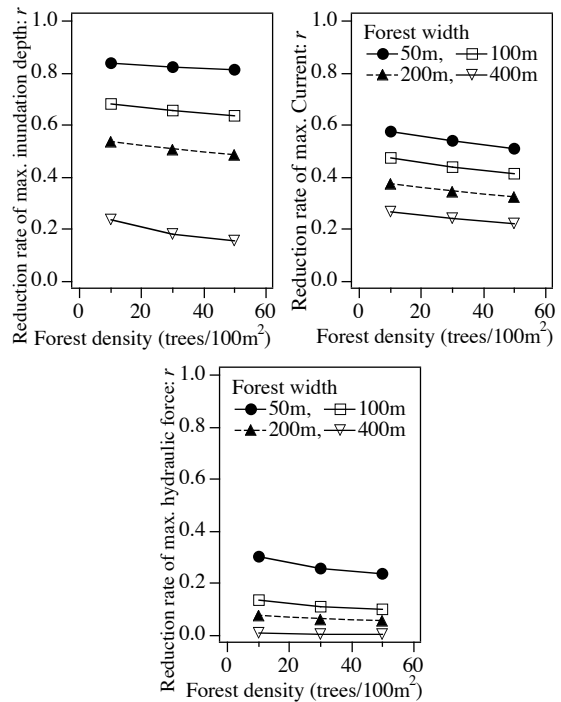 Reduction rate of max. inundation depth: r
1.0
0.8
0.6
0.4
0.2
0.0
0 20 40 60
Forest density (trees/100m²)
Reduction rate of max. Current: r
1.0
0.8
0.6
0.4
0.2
0.0
Forest width
50m, 100m
200m, 400m
0 20 40 60
Forest density (trees/100m²)
Reduction rate of max. hydraulic force: r
1.0
0.8
0.6
0.4
0.2
0.0
Forest width
50m, 100m
200m, 400m
0 20 40 60
Forest density (trees/100m²)